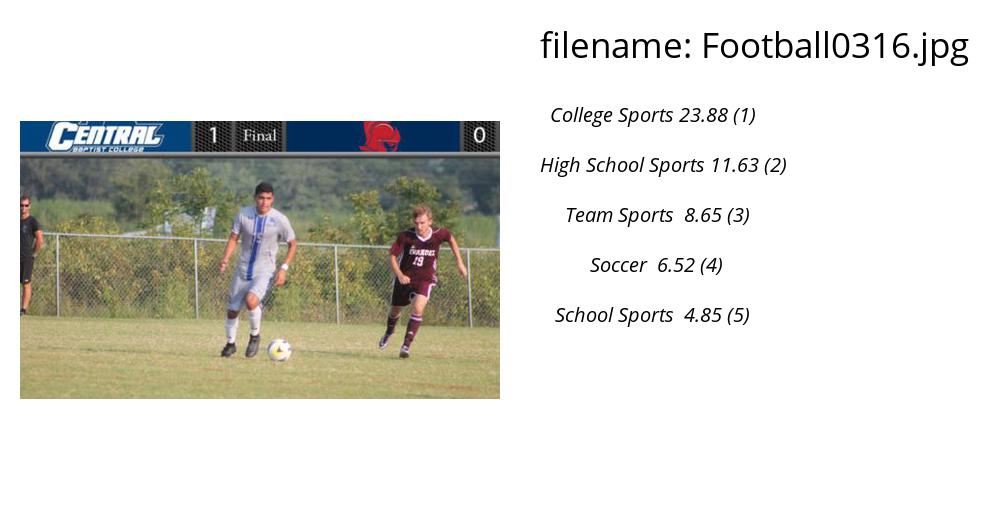 filename: Football0316.jpg
College Sports 23.88 (1)
High School Sports 11.63 (2)
Team Sports 8.65 (3)
Soccer 6.52 (4)
School Sports 4.85 (5)
CENTRAL
BAPTIST COLLEGE
1 Final 0
19